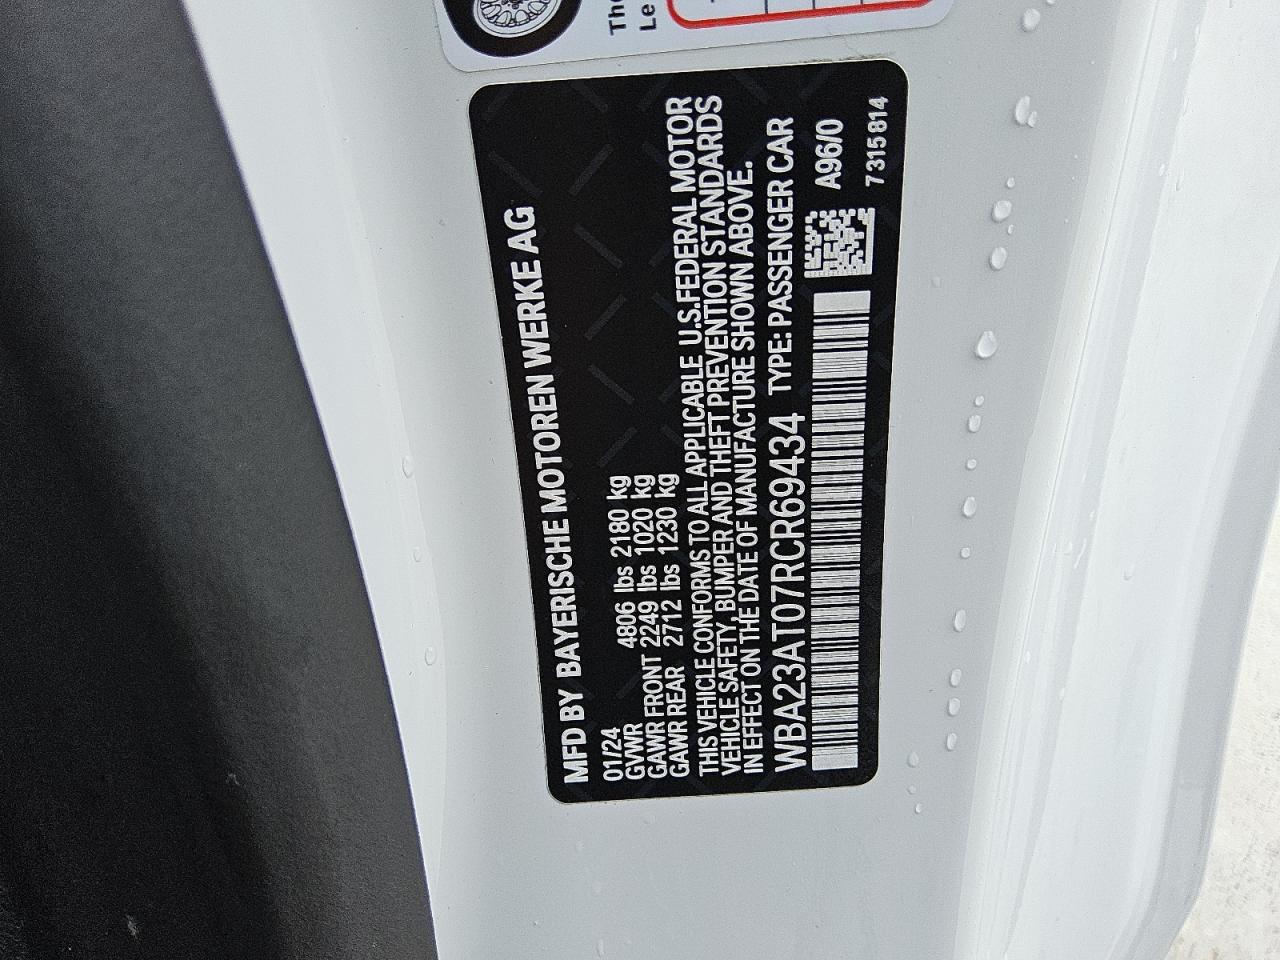 The
Le
MFD BY BAYERISCHE MOTOREN WERKE AG
01/24
GVWR 4806 lbs 2180 kg
GAWR FRONT 2249 lbs 1020 kg
GAWR REAR 2712 lbs 1230 kg
THIS VEHICLE CONFORMS TO ALL APPLICABLE U.S.FEDERAL MOTOR
VEHICLE SAFETY, BUMPER AND THEFT PREVENTION STANDARDS
IN EFFECT ON THE DATE OF MANUFACTURE SHOWN ABOVE.
WBA23AT07RCR69434 TYPE: PASSENGER CAR
A96/0
7315814